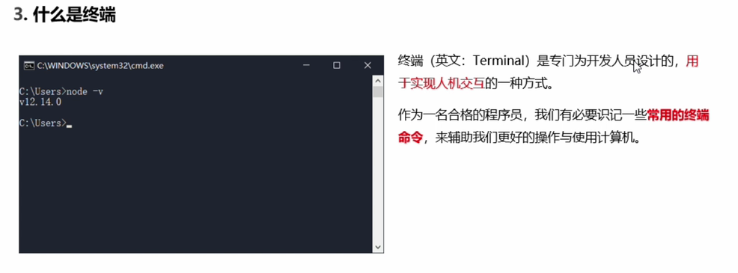 3. 什么是终端
C:\WINDOWS\system32\cmd.exe
C:\Users>node -v
v12.14.0
C:\Users>_
终端（英文：Terminal）是专门为开发人员设计的，用
于实现人机交互的一种方式。
作为一名合格的程序员，我们有必要识记一些常用的终端
命令，来辅助我们更好的操作与使用计算机。